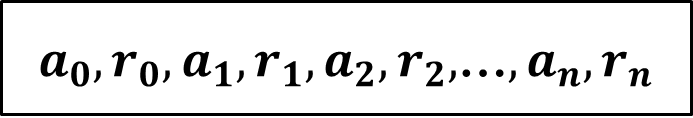 a₀, r₀, a₁, r₁, a₂, r₂,..., aₙ, rₙ